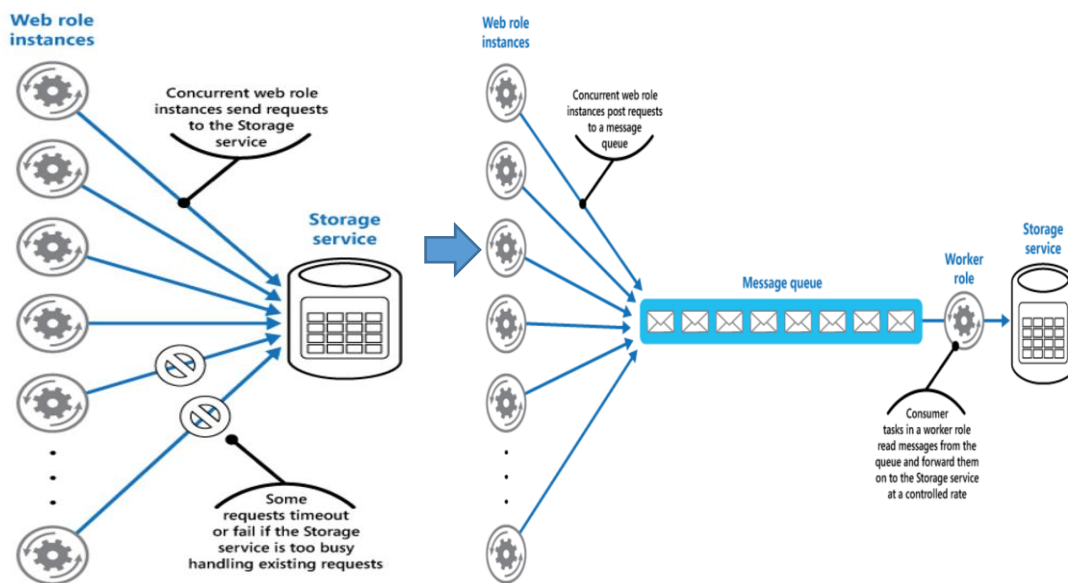 Web role
instances
Concurrent web role
instances send requests
to the Storage
service
Storage
service
Some
requests timeout
or fail if the Storage
service is too busy
handling existing requests
Web role
instances
Concurrent web role
instances post requests
to a message
queue
Message queue
Worker
role
Storage
service
Consumer
tasks in a worker role
read messages from the
queue and forward them
on to the Storage service
at a controlled rate